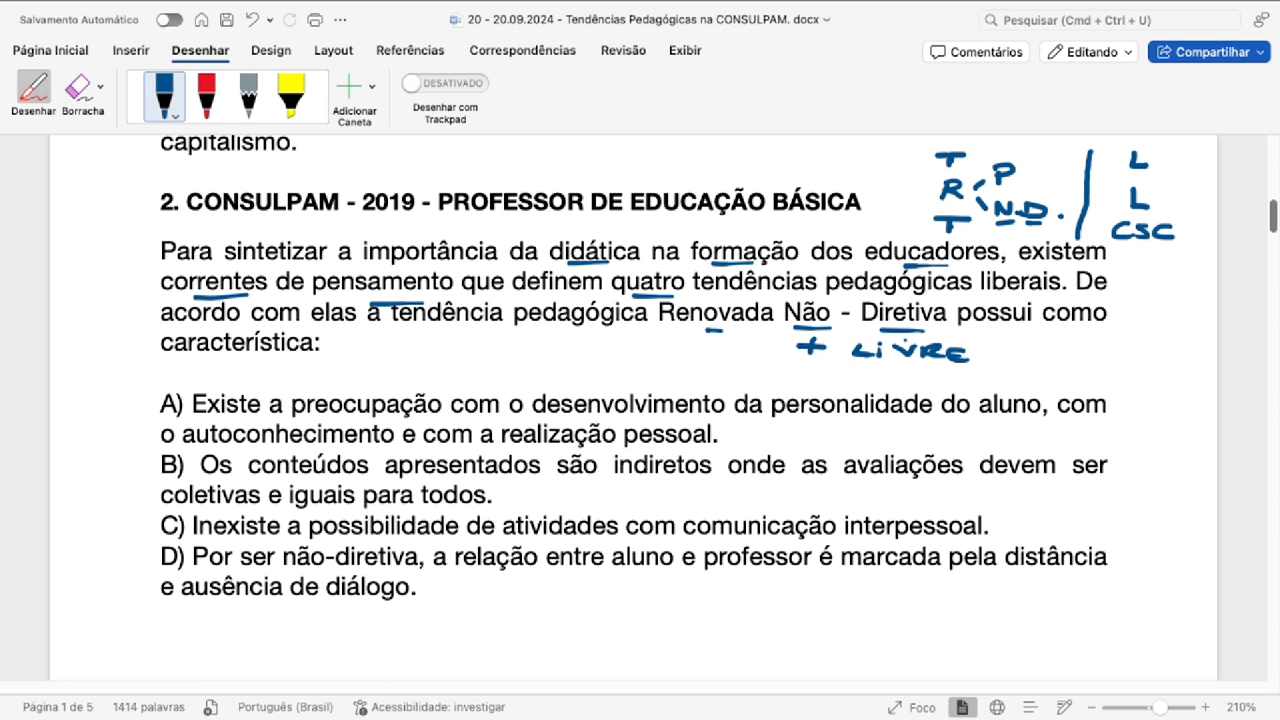 Salvamento Automático
20 - 20.09.2024 - Tendências Pedagógicas na CONSULPAM. docx
Pesquisar (Cmd + Ctrl + U)
Página Inicial Inserir Desenhar Design Layout Referências Correspondências Revisão Exibir
Comentários Editando Compartilhar
Desenhar Borracha Adicionar Caneta
DESATIVADO
Desenhar com Trackpad
capitalismo.
T
R P
N.D.
T
L
L
CSC
2. CONSULPAM - 2019 - PROFESSOR DE EDUCAÇÃO BÁSICA
Para sintetizar a importância da didática na formação dos educadores, existem
correntes de pensamento que definem quatro tendências pedagógicas liberais. De
acordo com elas a tendência pedagógica Renovada Não - Diretiva possui como
característica:
+ LiVRE
A) Existe a preocupação com o desenvolvimento da personalidade do aluno, com
o autoconhecimento e com a realização pessoal.
B) Os conteúdos apresentados são indiretos onde as avaliações devem ser
coletivas e iguais para todos.
C) Inexiste a possibilidade de atividades com comunicação interpessoal.
D) Por ser não-diretiva, a relação entre aluno e professor é marcada pela distância
e ausência de diálogo.
Página 1 de 5 1414 palavras Português (Brasil) Acessibilidade: investigar Foco 210%